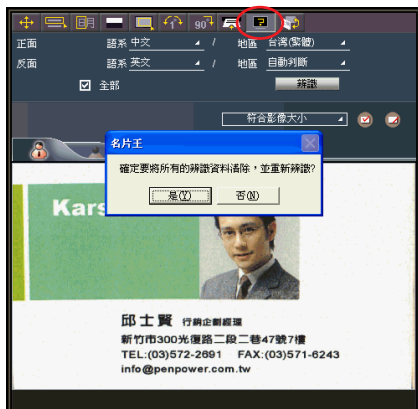 90°
正面 語系 中文 / 地區 台灣(繁體)
反面 語系 英文 / 地區 自動判斷
全部 辨識
符合影像大小
名片王
確定要將所有的辨識資料清除，並重新辨識?
是(Y) 否(N)
Kars
邱士賢 行銷企劃經理
新竹市300光復路二段二巷47號7樓
TEL:(03)572-2691 FAX:(03)571-6243
info@penpower.com.tw